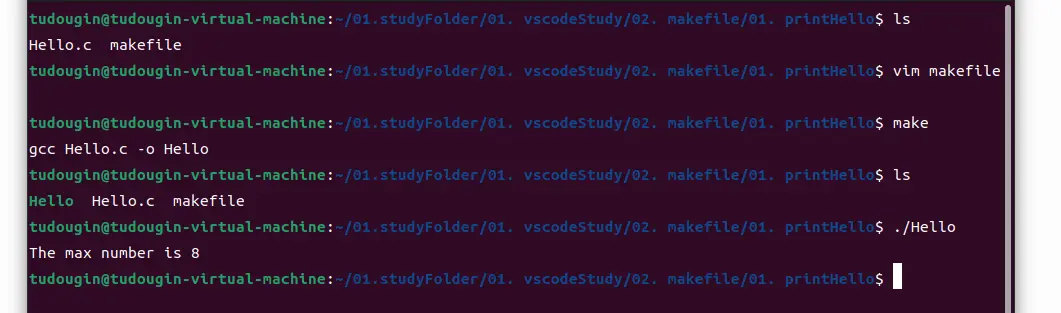 tudougin@tudougin-virtual-machine:~/01.studyFolder/01. vscodeStudy/02. makefile/01. printHello$ ls
Hello.c  makefile
tudougin@tudougin-virtual-machine:~/01.studyFolder/01. vscodeStudy/02. makefile/01. printHello$ vim makefile
tudougin@tudougin-virtual-machine:~/01.studyFolder/01. vscodeStudy/02. makefile/01. printHello$ make
gcc Hello.c -o Hello
tudougin@tudougin-virtual-machine:~/01.studyFolder/01. vscodeStudy/02. makefile/01. printHello$ ls
Hello  Hello.c  makefile
tudougin@tudougin-virtual-machine:~/01.studyFolder/01. vscodeStudy/02. makefile/01. printHello$ ./Hello
The max number is 8
tudougin@tudougin-virtual-machine:~/01.studyFolder/01. vscodeStudy/02. makefile/01. printHello$